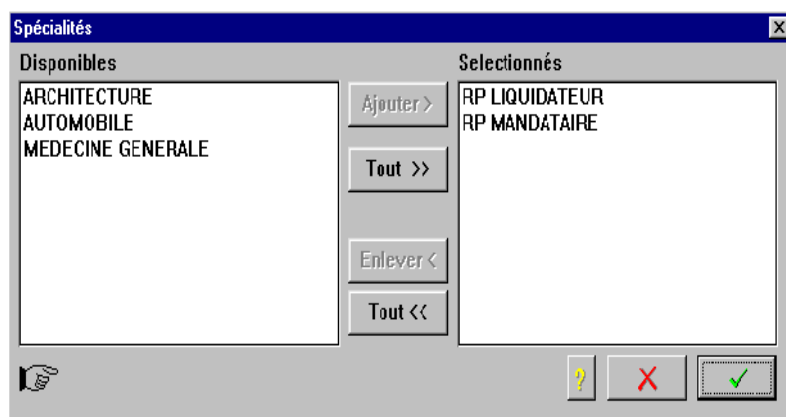 Spécialités
Disponibles
Selectionnés
ARCHITECTURE
AUTOMOBILE
MEDECINE GENERALE
Ajouter >
Tout >>
Enlever <
Tout <<
RP LIQUIDATEUR
RP MANDATAIRE
?